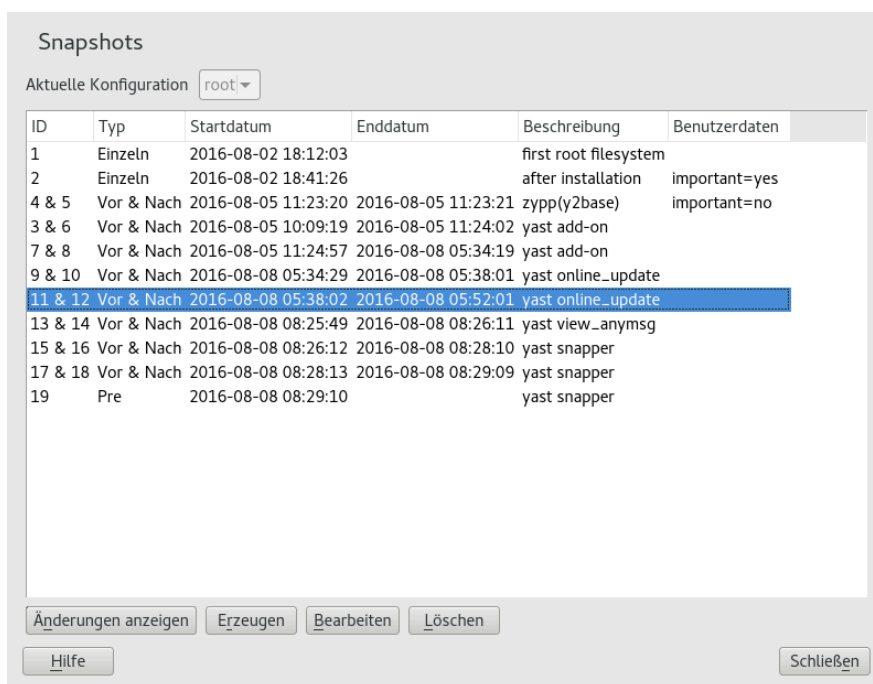 Snapshots
Aktuelle Konfiguration root
ID Typ Startdatum Enddatum Beschreibung Benutzerdaten
1 Einzeln 2016-08-02 18:12:03 first root filesystem
2 Einzeln 2016-08-02 18:41:26 after installation important=yes
4 & 5 Vor & Nach 2016-08-05 11:23:20 2016-08-05 11:23:21 zypp(y2base) important=no
3 & 6 Vor & Nach 2016-08-05 10:09:19 2016-08-05 11:24:02 yast add-on
7 & 8 Vor & Nach 2016-08-05 11:24:57 2016-08-08 05:34:19 yast add-on
9 & 10 Vor & Nach 2016-08-08 05:34:29 2016-08-08 05:38:01 yast online_update
11 & 12 Vor & Nach 2016-08-08 05:38:02 2016-08-08 05:52:01 yast online_update
13 & 14 Vor & Nach 2016-08-08 08:25:49 2016-08-08 08:26:11 yast view_anymsg
15 & 16 Vor & Nach 2016-08-08 08:26:12 2016-08-08 08:28:10 yast snapper
17 & 18 Vor & Nach 2016-08-08 08:28:13 2016-08-08 08:29:09 yast snapper
19 Pre 2016-08-08 08:29:10 yast snapper
Änderungen anzeigen Erzeugen Bearbeiten Löschen
Hilfe Schließen